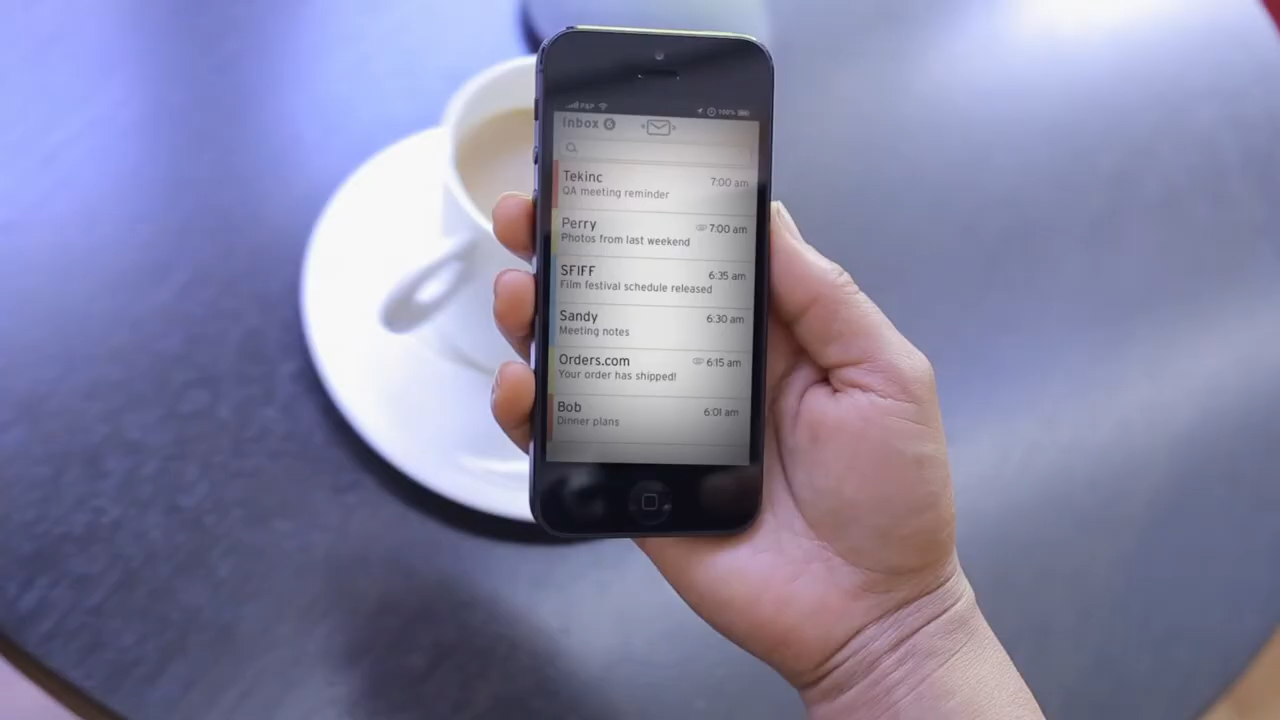 F&P 100%
inbox 6
Tekinc 7:00 am
QA meeting reminder
Perry 7:00 am
Photos from last weekend
SFIFF 6:35 am
Film festival schedule released
Sandy 6:30 am
Meeting notes
Orders.com 6:15 am
Your order has shipped!
Bob 6:01 am
Dinner plans